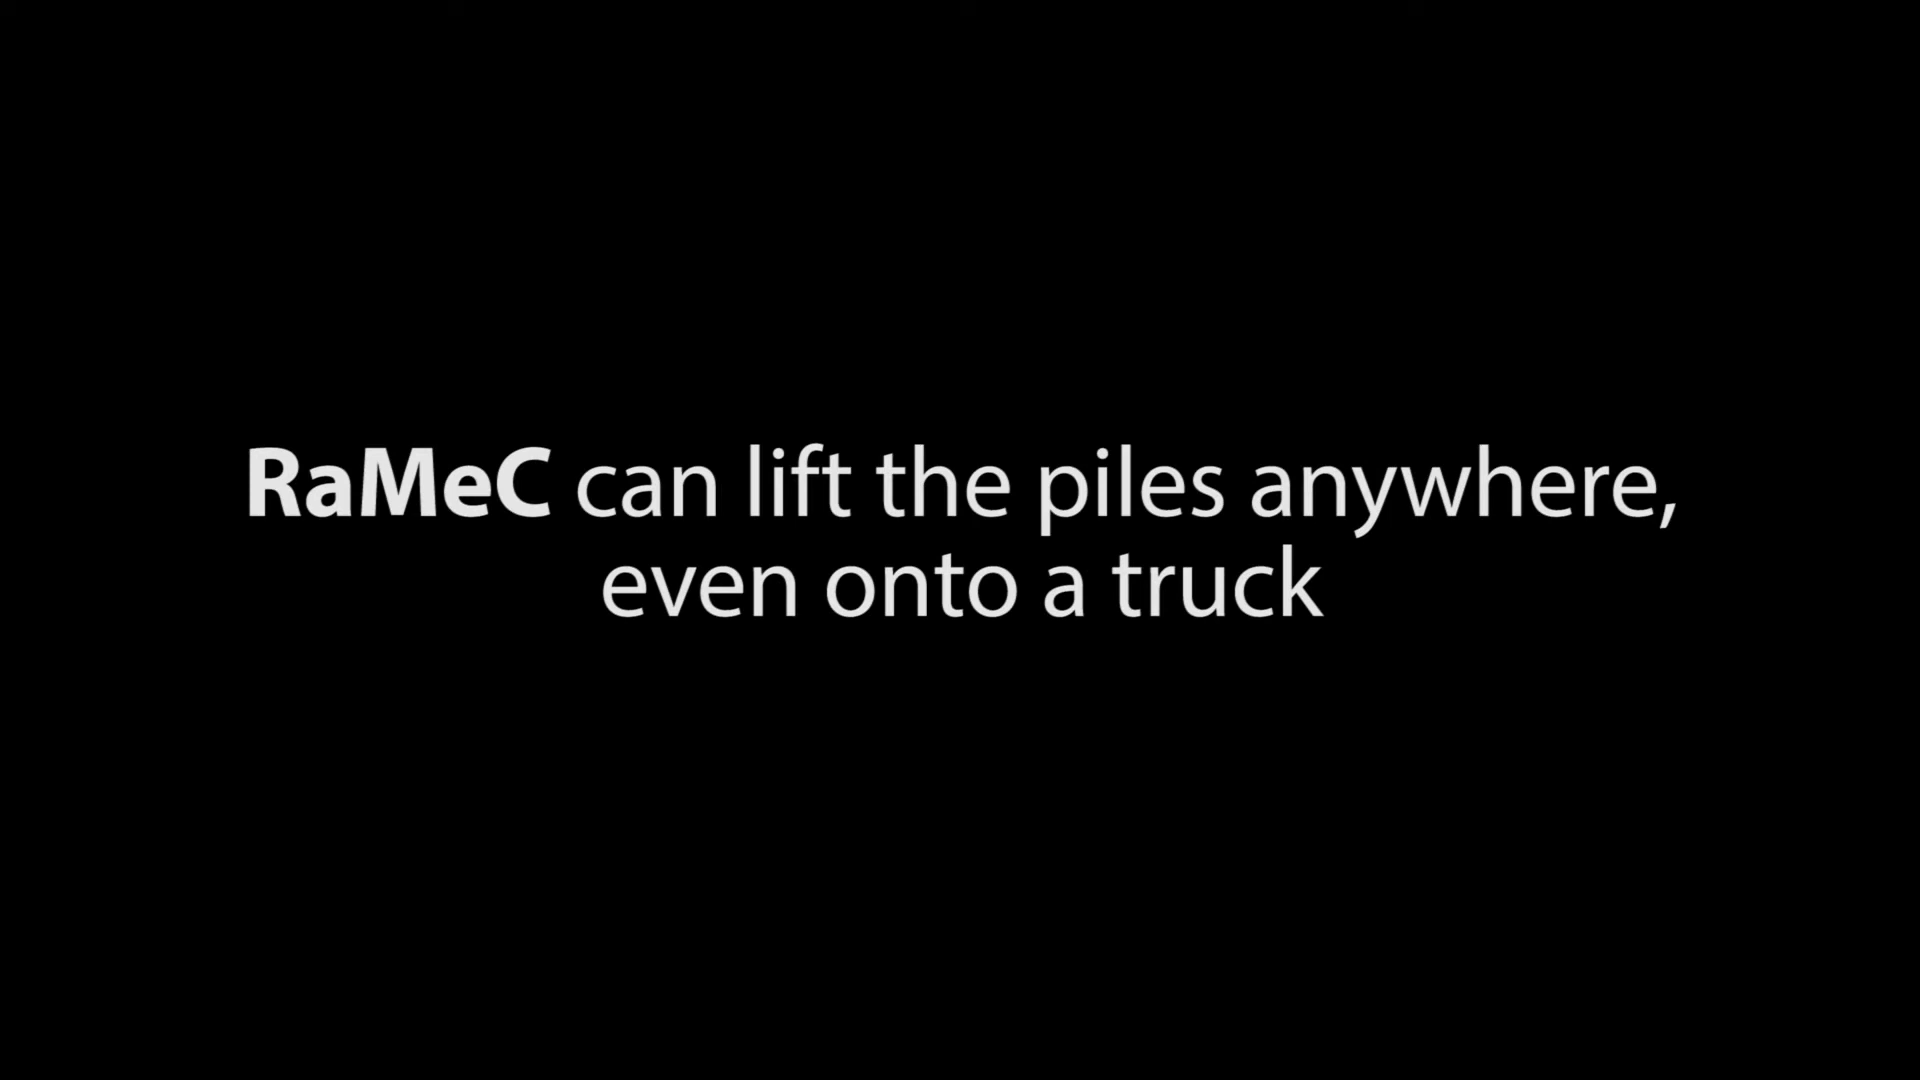 RaMeC can lift the piles anywhere,
even onto a truck